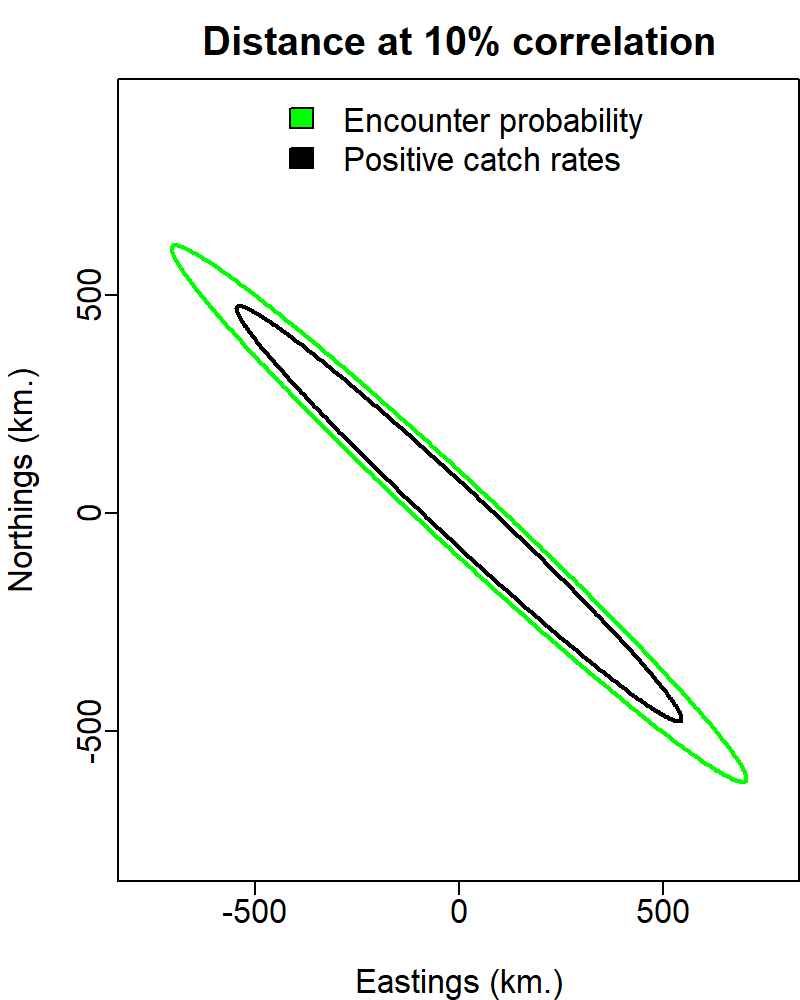 Distance at 10% correlation
Encounter probability
Positive catch rates
Northings (km.)
500
0
-500
-500 0 500
Eastings (km.)